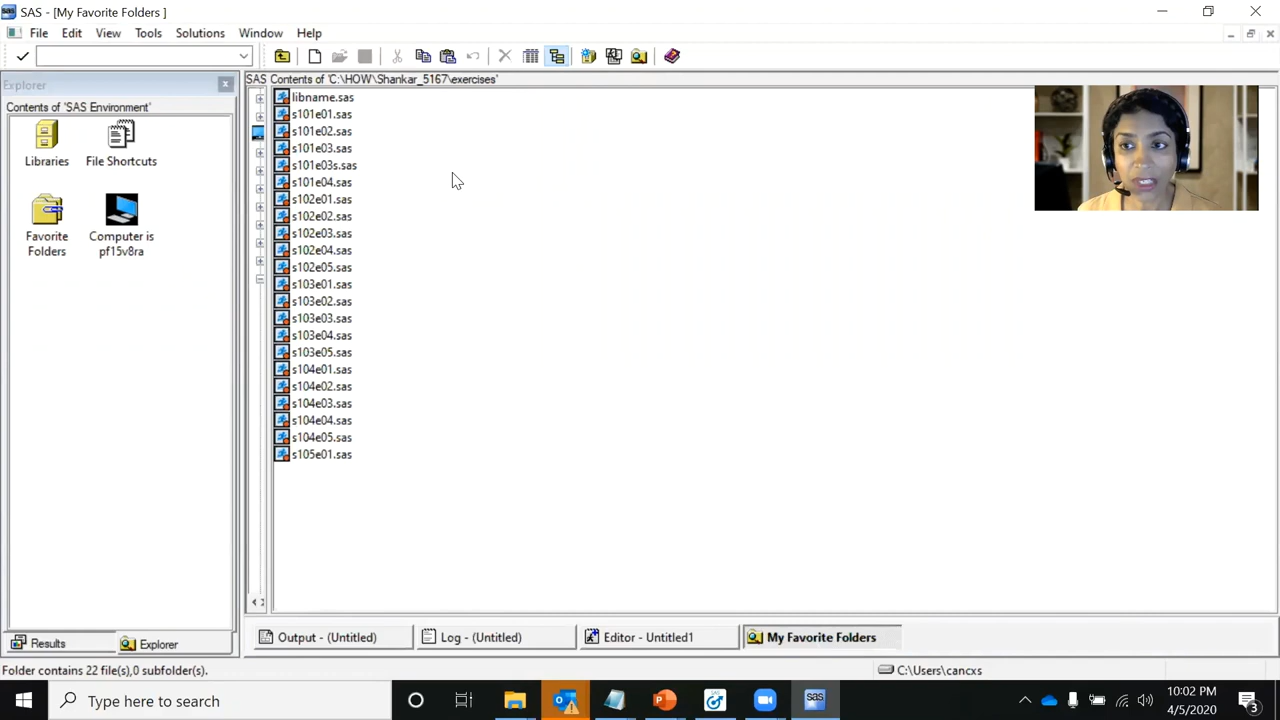 SAS - [My Favorite Folders ]
File Edit View Tools Solutions Window Help
Explorer
Contents of 'SAS Environment'
Libraries
File Shortcuts
Favorite Folders
Computer is pf15v8ra
SAS Contents of 'C:\HOW\Shankar_5167\exercises'
libname.sas
s101e01.sas
s101e02.sas
s101e03.sas
s101e03s.sas
s101e04.sas
s102e01.sas
s102e02.sas
s102e03.sas
s102e04.sas
s102e05.sas
s103e01.sas
s103e02.sas
s103e03.sas
s103e04.sas
s103e05.sas
s104e01.sas
s104e02.sas
s104e03.sas
s104e04.sas
s104e05.sas
s105e01.sas
Results Explorer
Output - (Untitled) Log - (Untitled) Editor - Untitled1 My Favorite Folders
Folder contains 22 file(s),0 subfolder(s). C:\Users\cancxs
Type here to search
sas
10:02 PM
4/5/2020
3